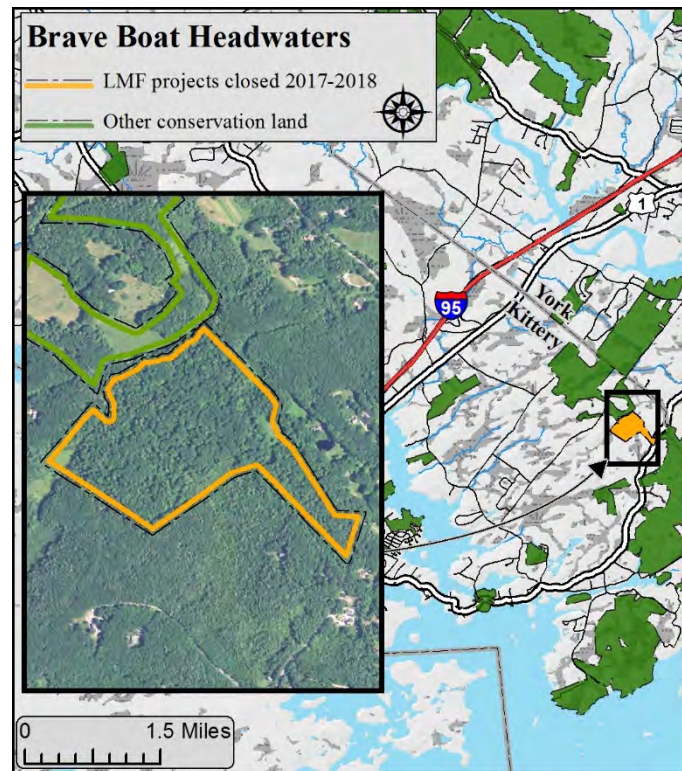 Brave Boat Headwaters
LMF projects closed 2017-2018
Other conservation land
1
95
York
Kittery
0 1.5 Miles